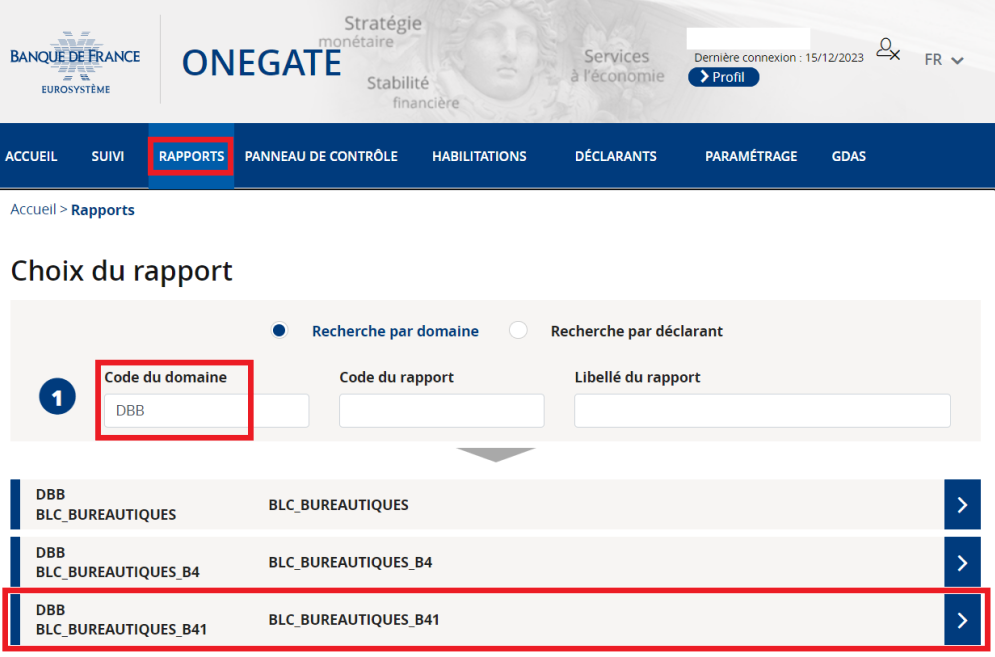 BANQUE DE FRANCE
EUROSYSTÈME
ONEGATE
Stratégie
monétaire
Stabilité
financière
Services
à l'économie
Dernière connexion : 15/12/2023
Profil
FR
ACCUEIL SUIVI RAPPORTS PANNEAU DE CONTRÔLE HABILITATIONS DÉCLARANTS PARAMÉTRAGE GDAS
Accueil > Rapports
Choix du rapport
Recherche par domaine Recherche par déclarant
1
Code du domaine Code du rapport Libellé du rapport
DBB
DBB
BLC_BUREAUTIQUES
BLC_BUREAUTIQUES
DBB
BLC_BUREAUTIQUES_B4
BLC_BUREAUTIQUES_B4
DBB
BLC_BUREAUTIQUES_B41
BLC_BUREAUTIQUES_B41